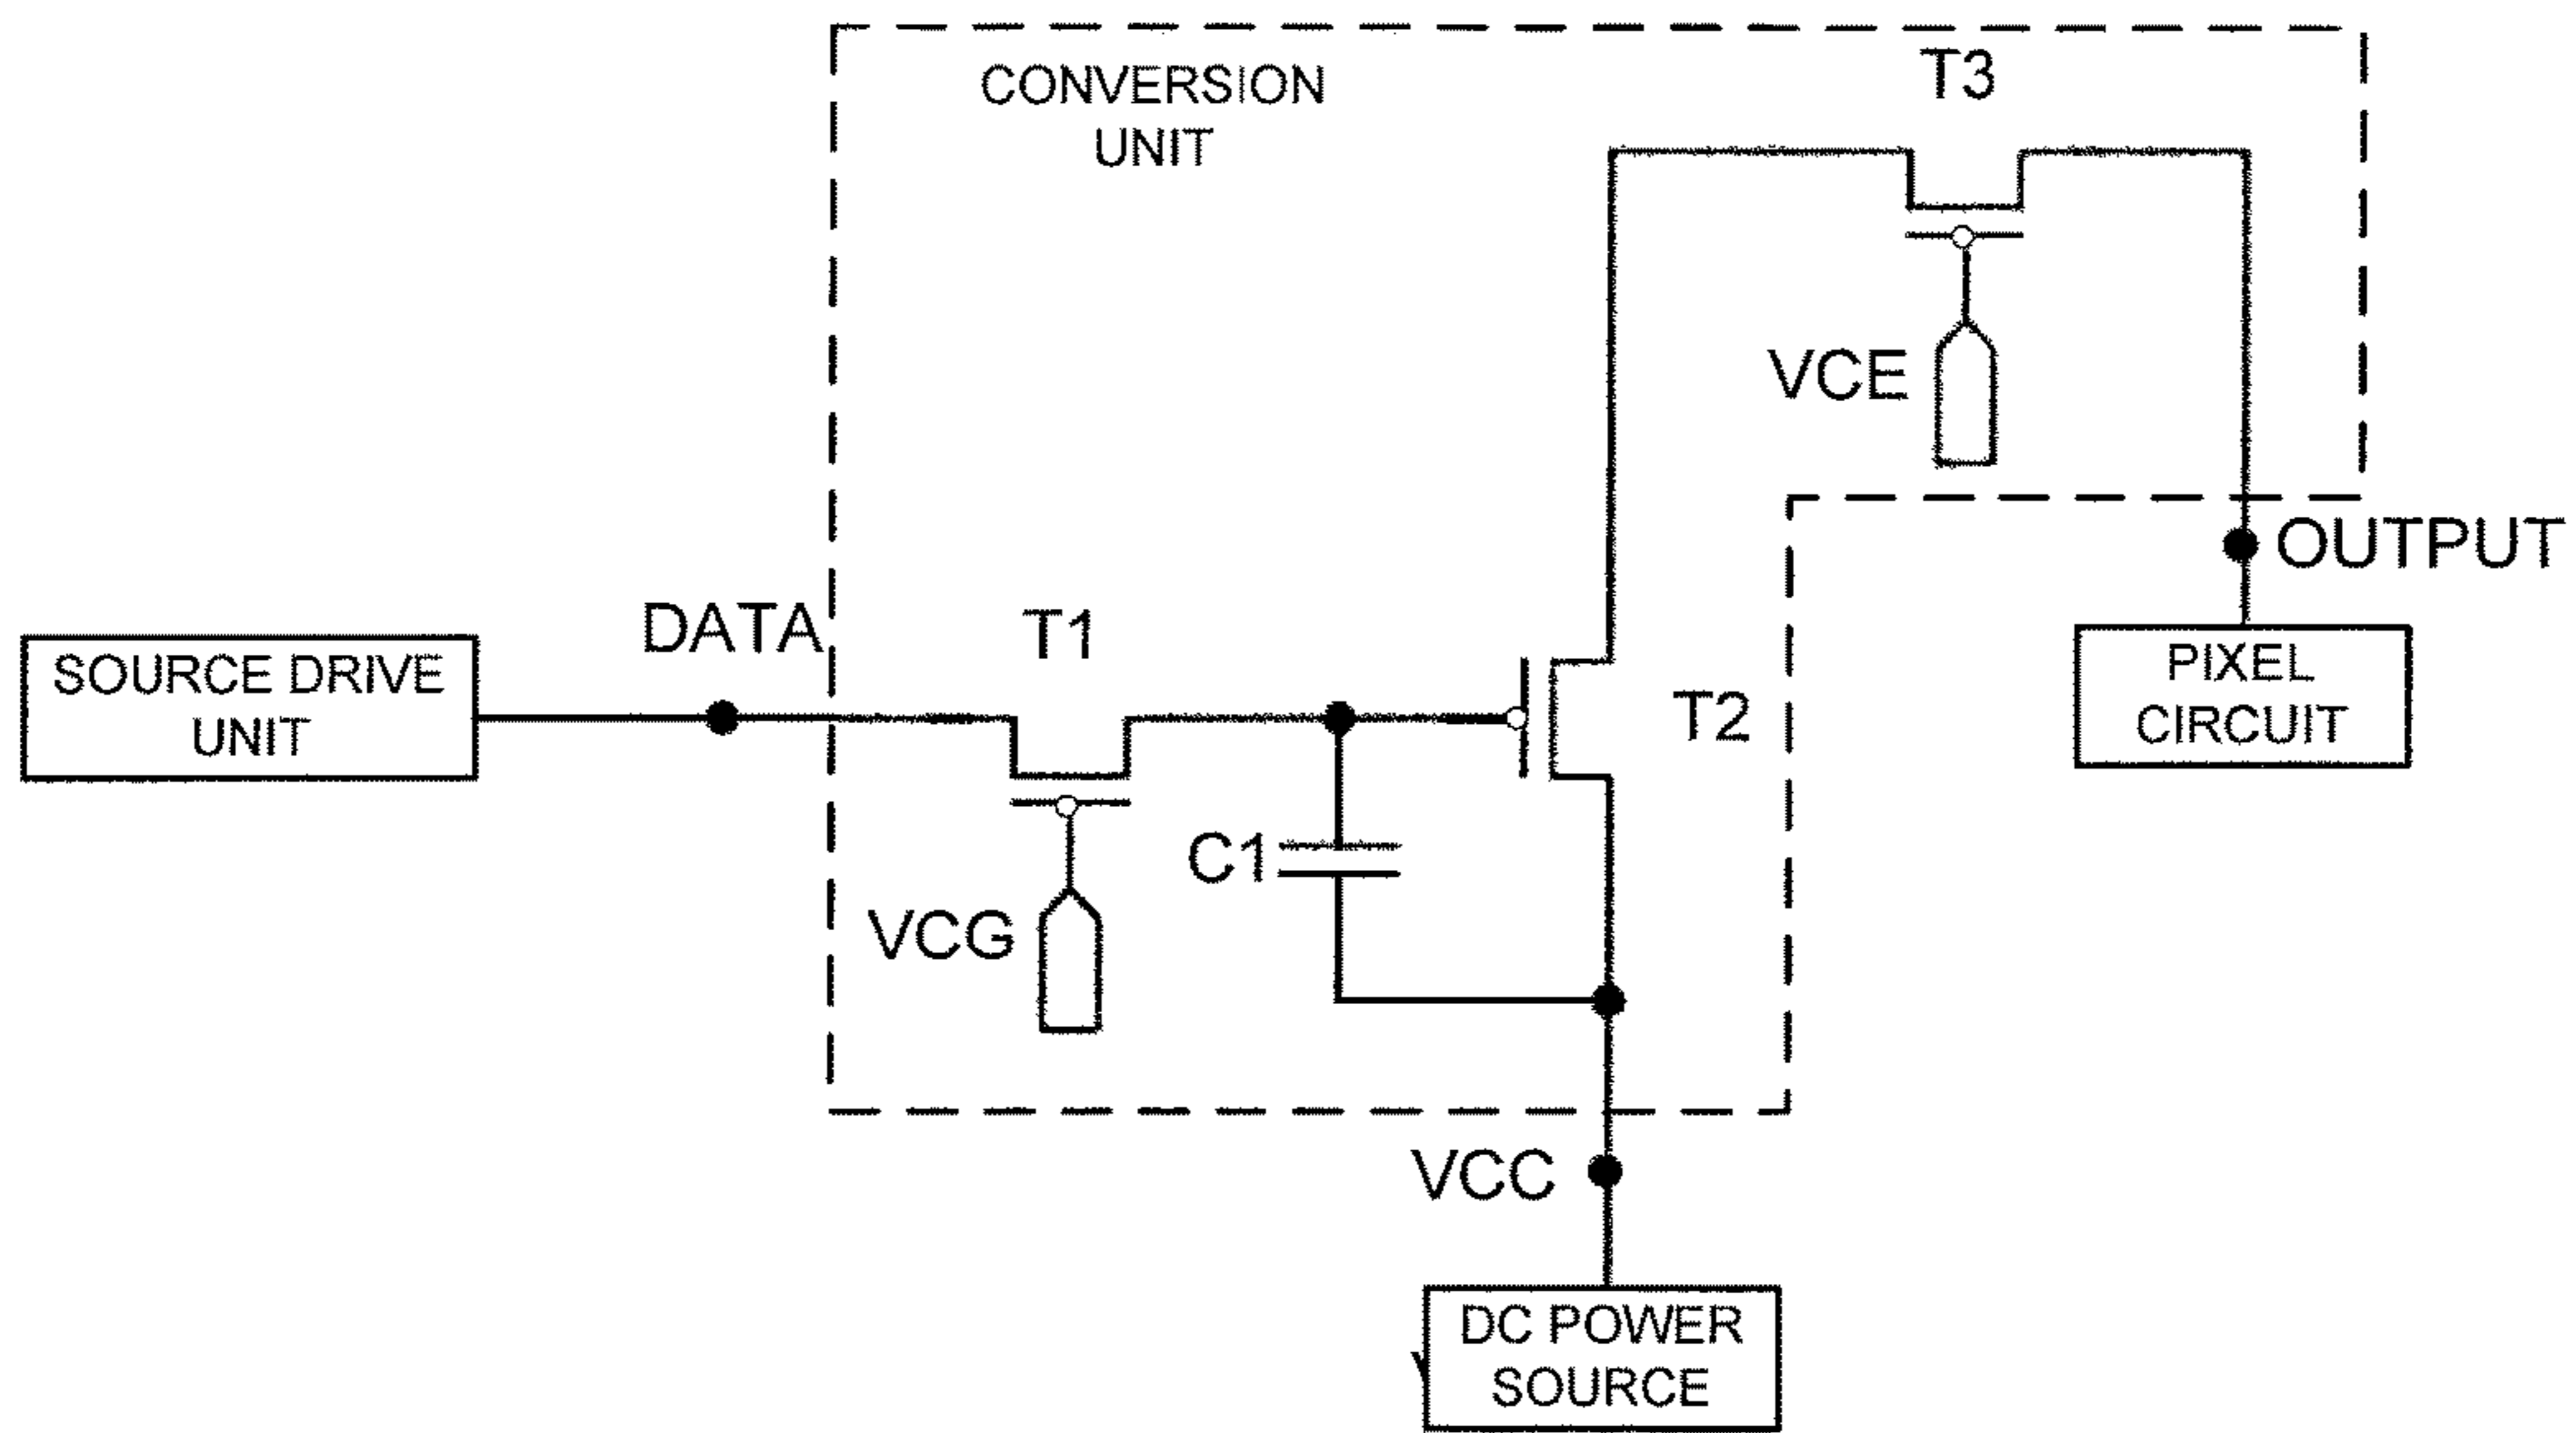 CONVERSION
UNIT
T3
VCE
OUTPUT
DATA
T1
SOURCE DRIVE
UNIT
T2
PIXEL
CIRCUIT
C1
VCG
VCC
DC POWER
SOURCE